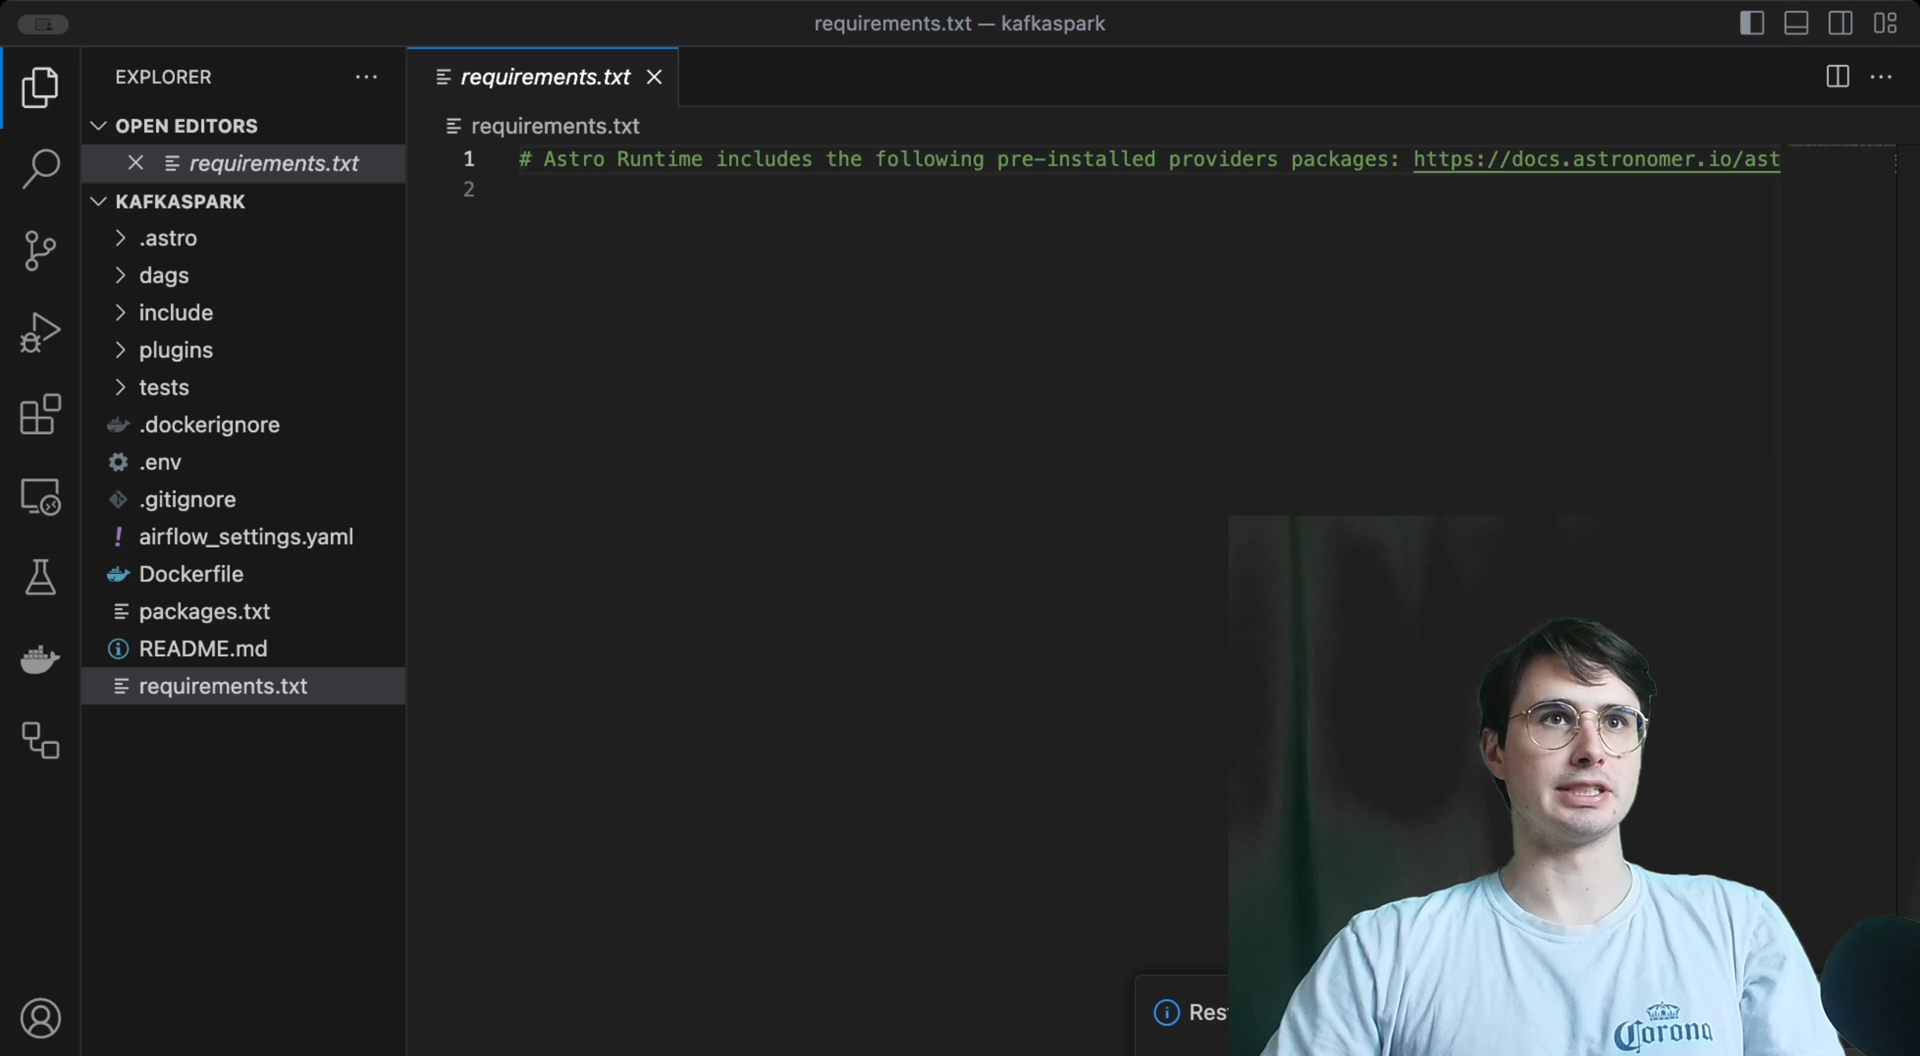 requirements.txt — kafkaspark
EXPLORER
OPEN EDITORS
requirements.txt
KAFKASPARK
.astro
dags
include
plugins
tests
.dockerignore
.env
.gitignore
airflow_settings.yaml
Dockerfile
packages.txt
README.md
requirements.txt
requirements.txt
requirements.txt
1 # Astro Runtime includes the following pre-installed providers packages: https://docs.astronomer.io/ast
2
Res
Corona